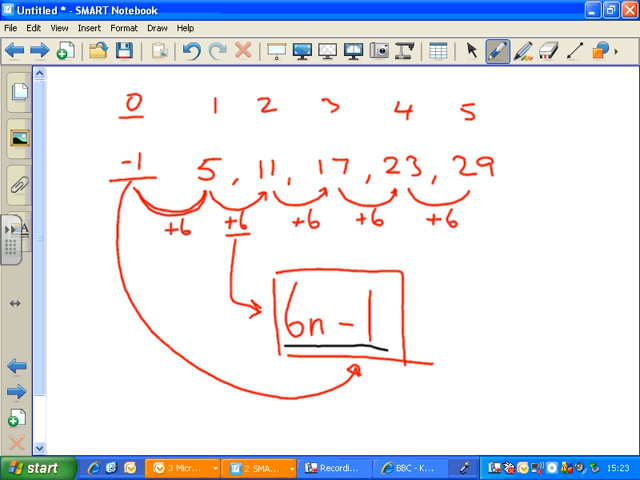 Untitled * - SMART Notebook
File Edit View Insert Format Draw Help
0 1 2 3 4 5
-1 5, 11, 17, 23, 29
+6 +6 +6 +6 +6
6n - 1
start 3 Micr... 2 SMA... Recordi... BBC - K... 15:23